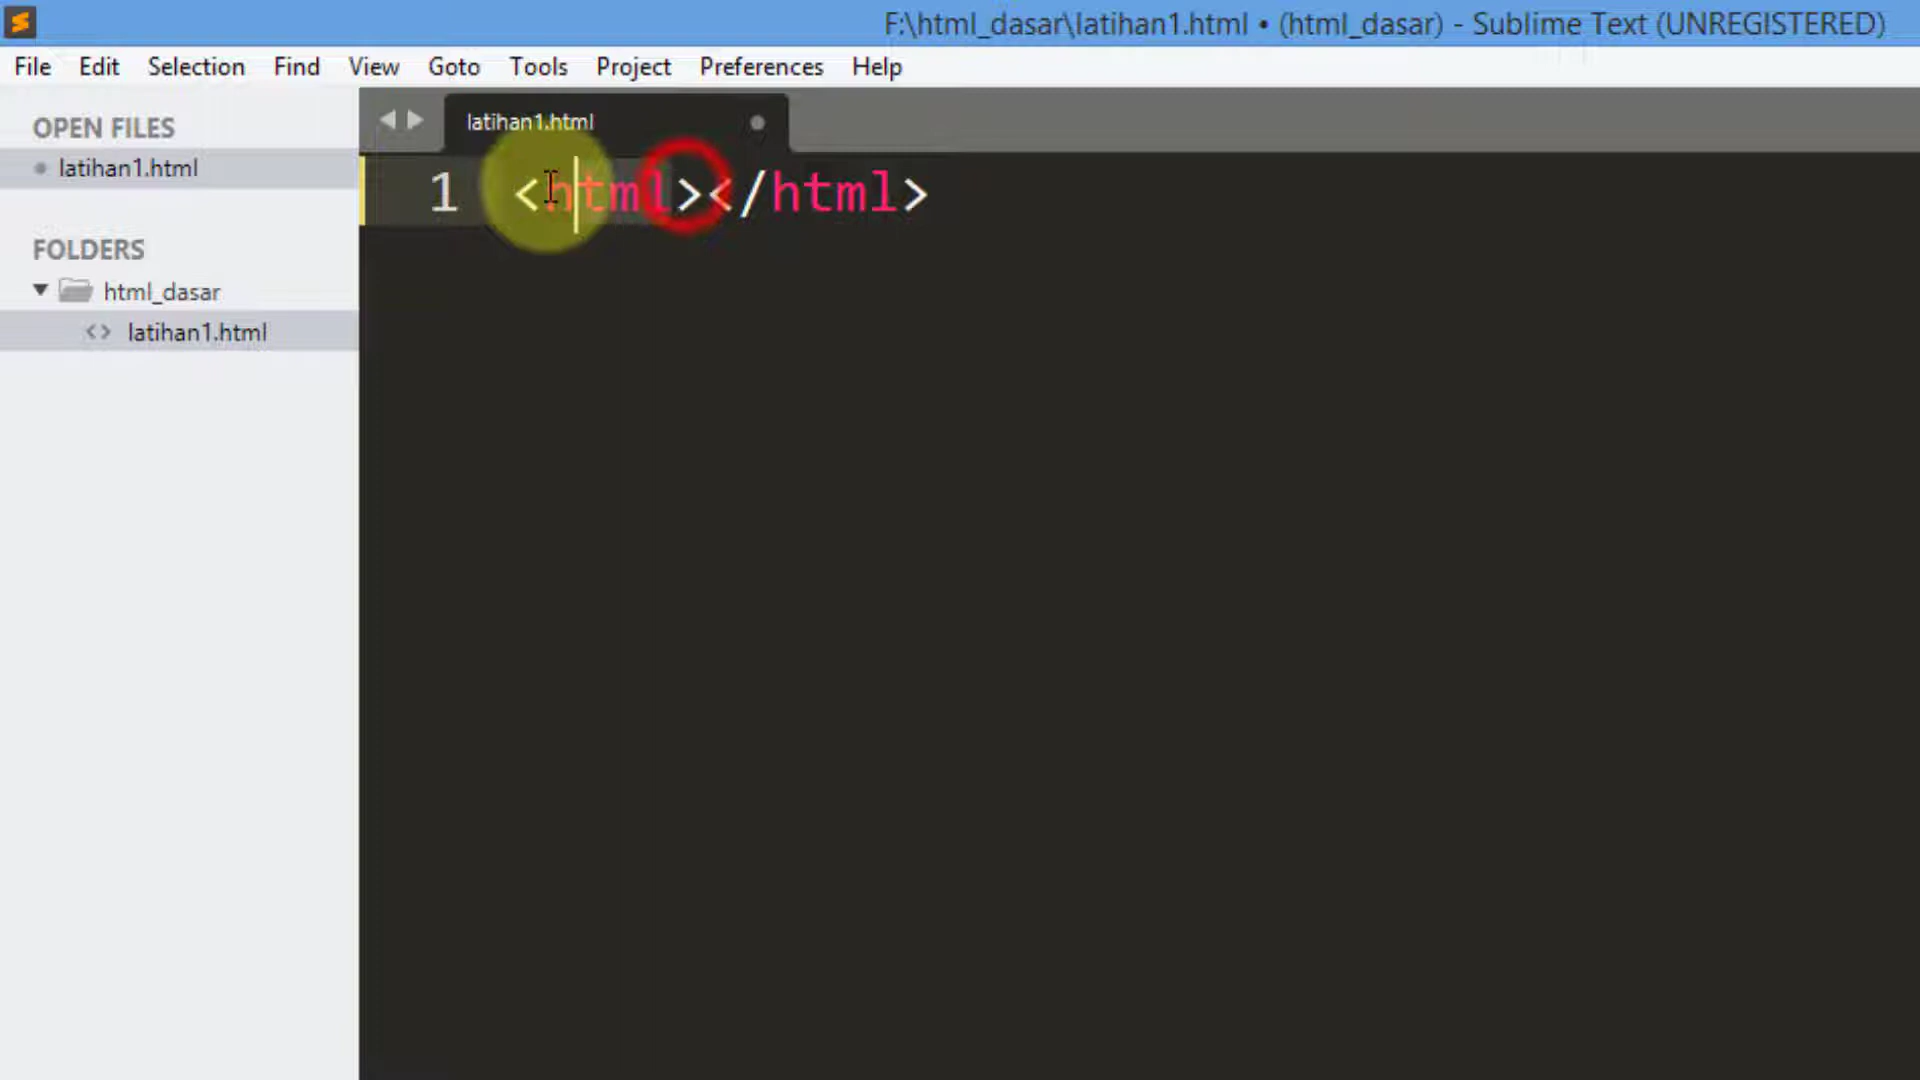 F:\html_dasar\latihan1.html • (html_dasar) - Sublime Text (UNREGISTERED)
File Edit Selection Find View Goto Tools Project Preferences Help
OPEN FILES
latihan1.html
FOLDERS
html_dasar
latihan1.html
latihan1.html
1 <html></html>